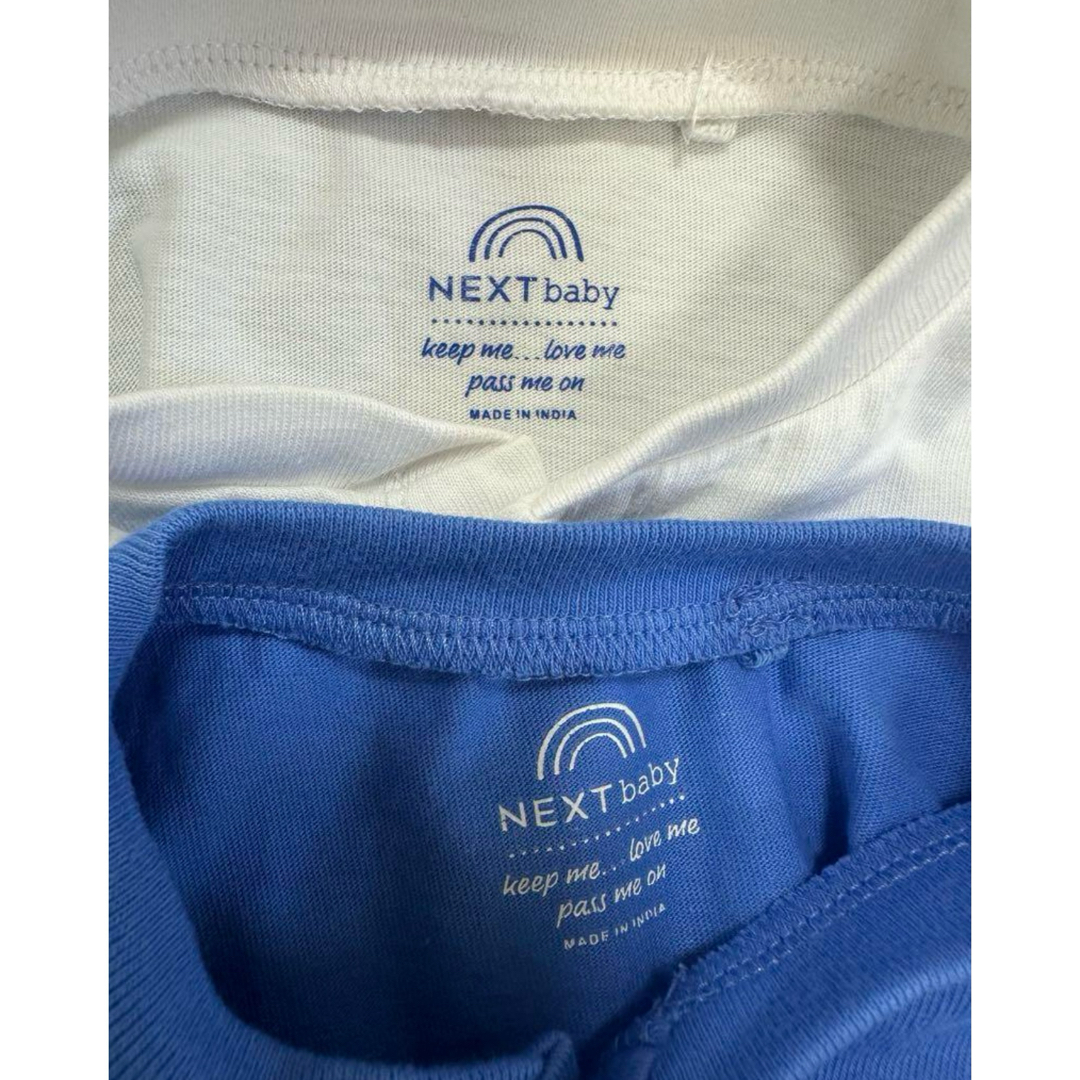 NEXT baby
keep me...love me
pass me on
MADE IN INDIA
NEXT baby
keep me... love me
pass me on
MADE IN INDIA